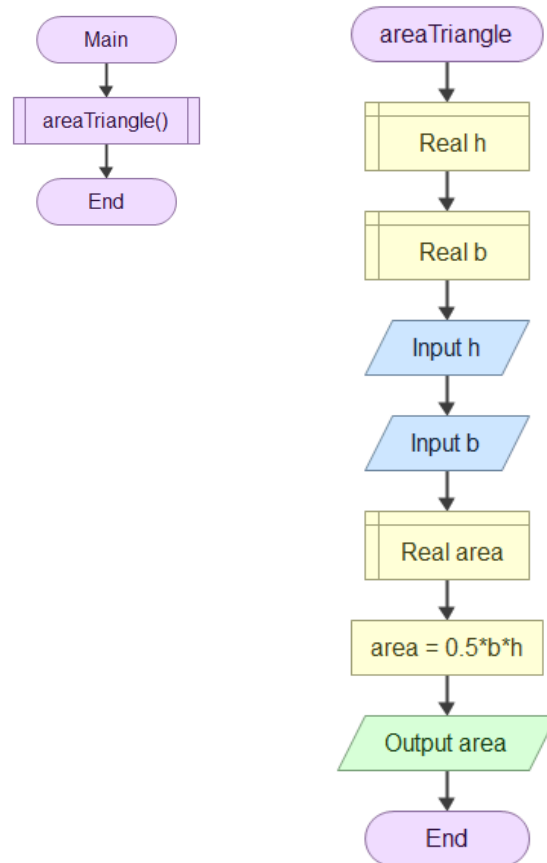 Main
areaTriangle()
End
areaTriangle
Real h
Real b
Input h
Input b
Real area
area = 0.5*b*h
Output area
End